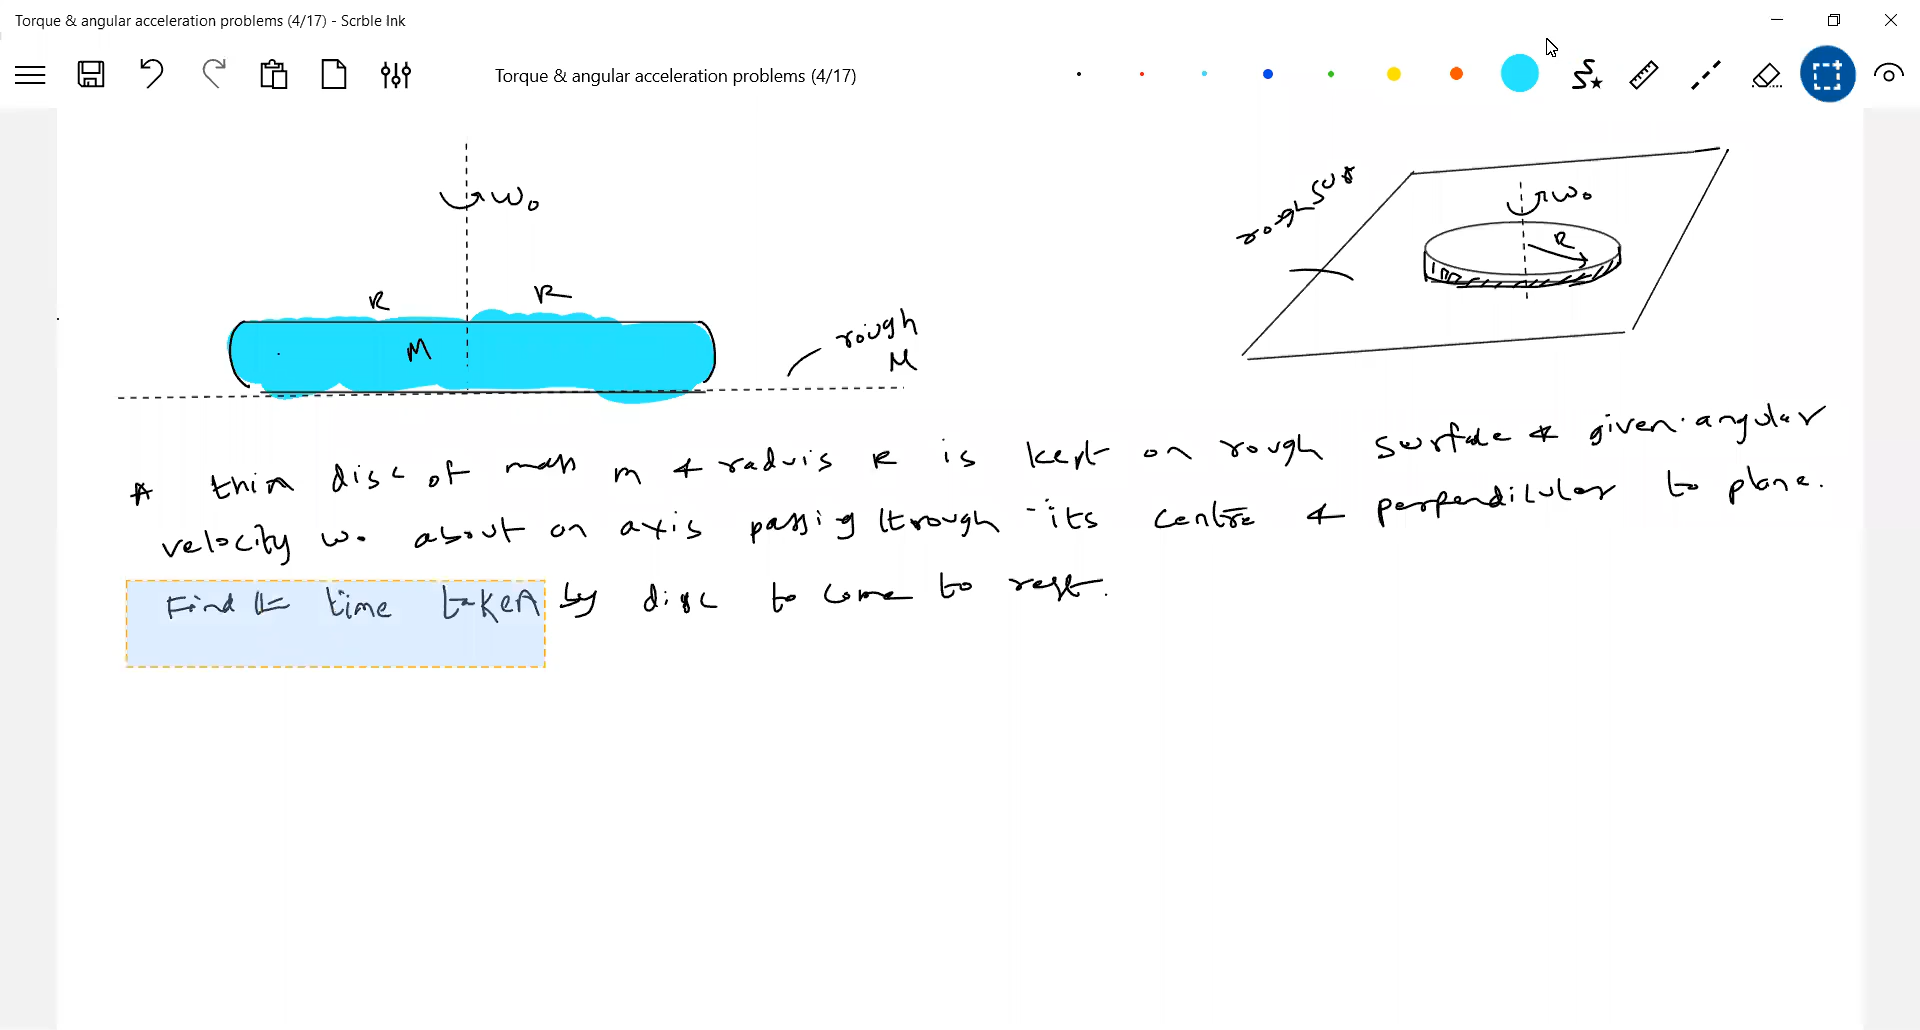 Torque & angular acceleration problems (4/17) - Scrble Ink
Torque & angular acceleration problems (4/17)
ω₀
R R
M
rough
μ
rough sur
ω₀
R
A thin disc of mass m & radius R is kept on rough surface & given angular
velocity ω₀ about an axis passing through its centre & perpendicular to plane.
Find the time taken by disc to come to rest.